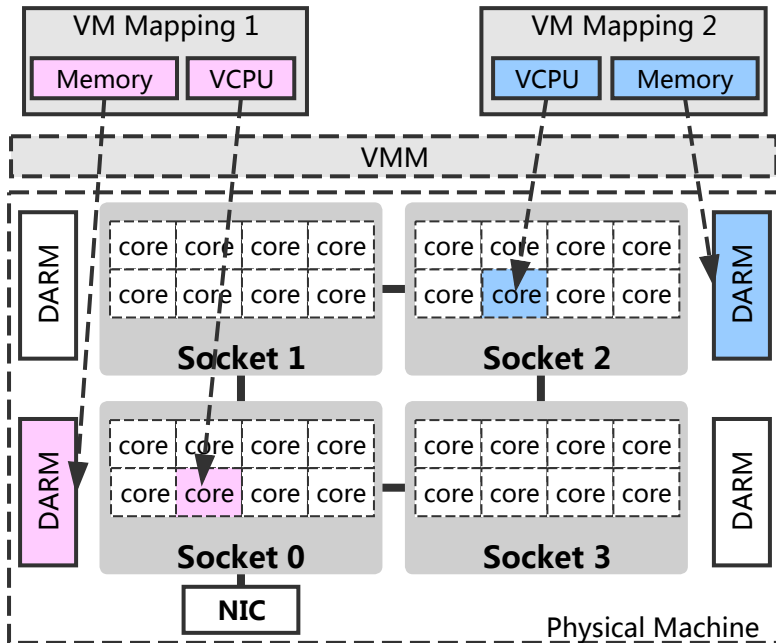 VM Mapping 1
Memory VCPU
VM Mapping 2
VCPU Memory
VMM
DARM
core core core core
core core core core
Socket 1
core core core core
core core core core
Socket 2
DARM
DARM
core core core core
core core core core
Socket 0
core core core core
core core core core
Socket 3
DARM
NIC
Physical Machine